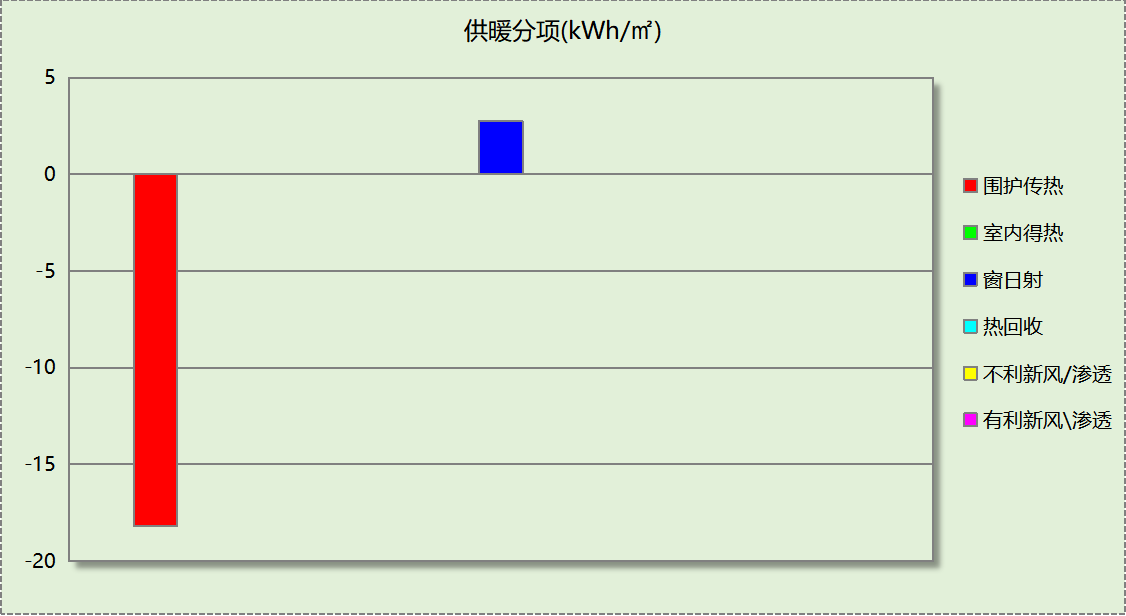 供暖分项(kWh/㎡)
5
0
-5
-10
-15
-20
围护传热
室内得热
窗日射
热回收
不利新风/渗透
有利新风\渗透